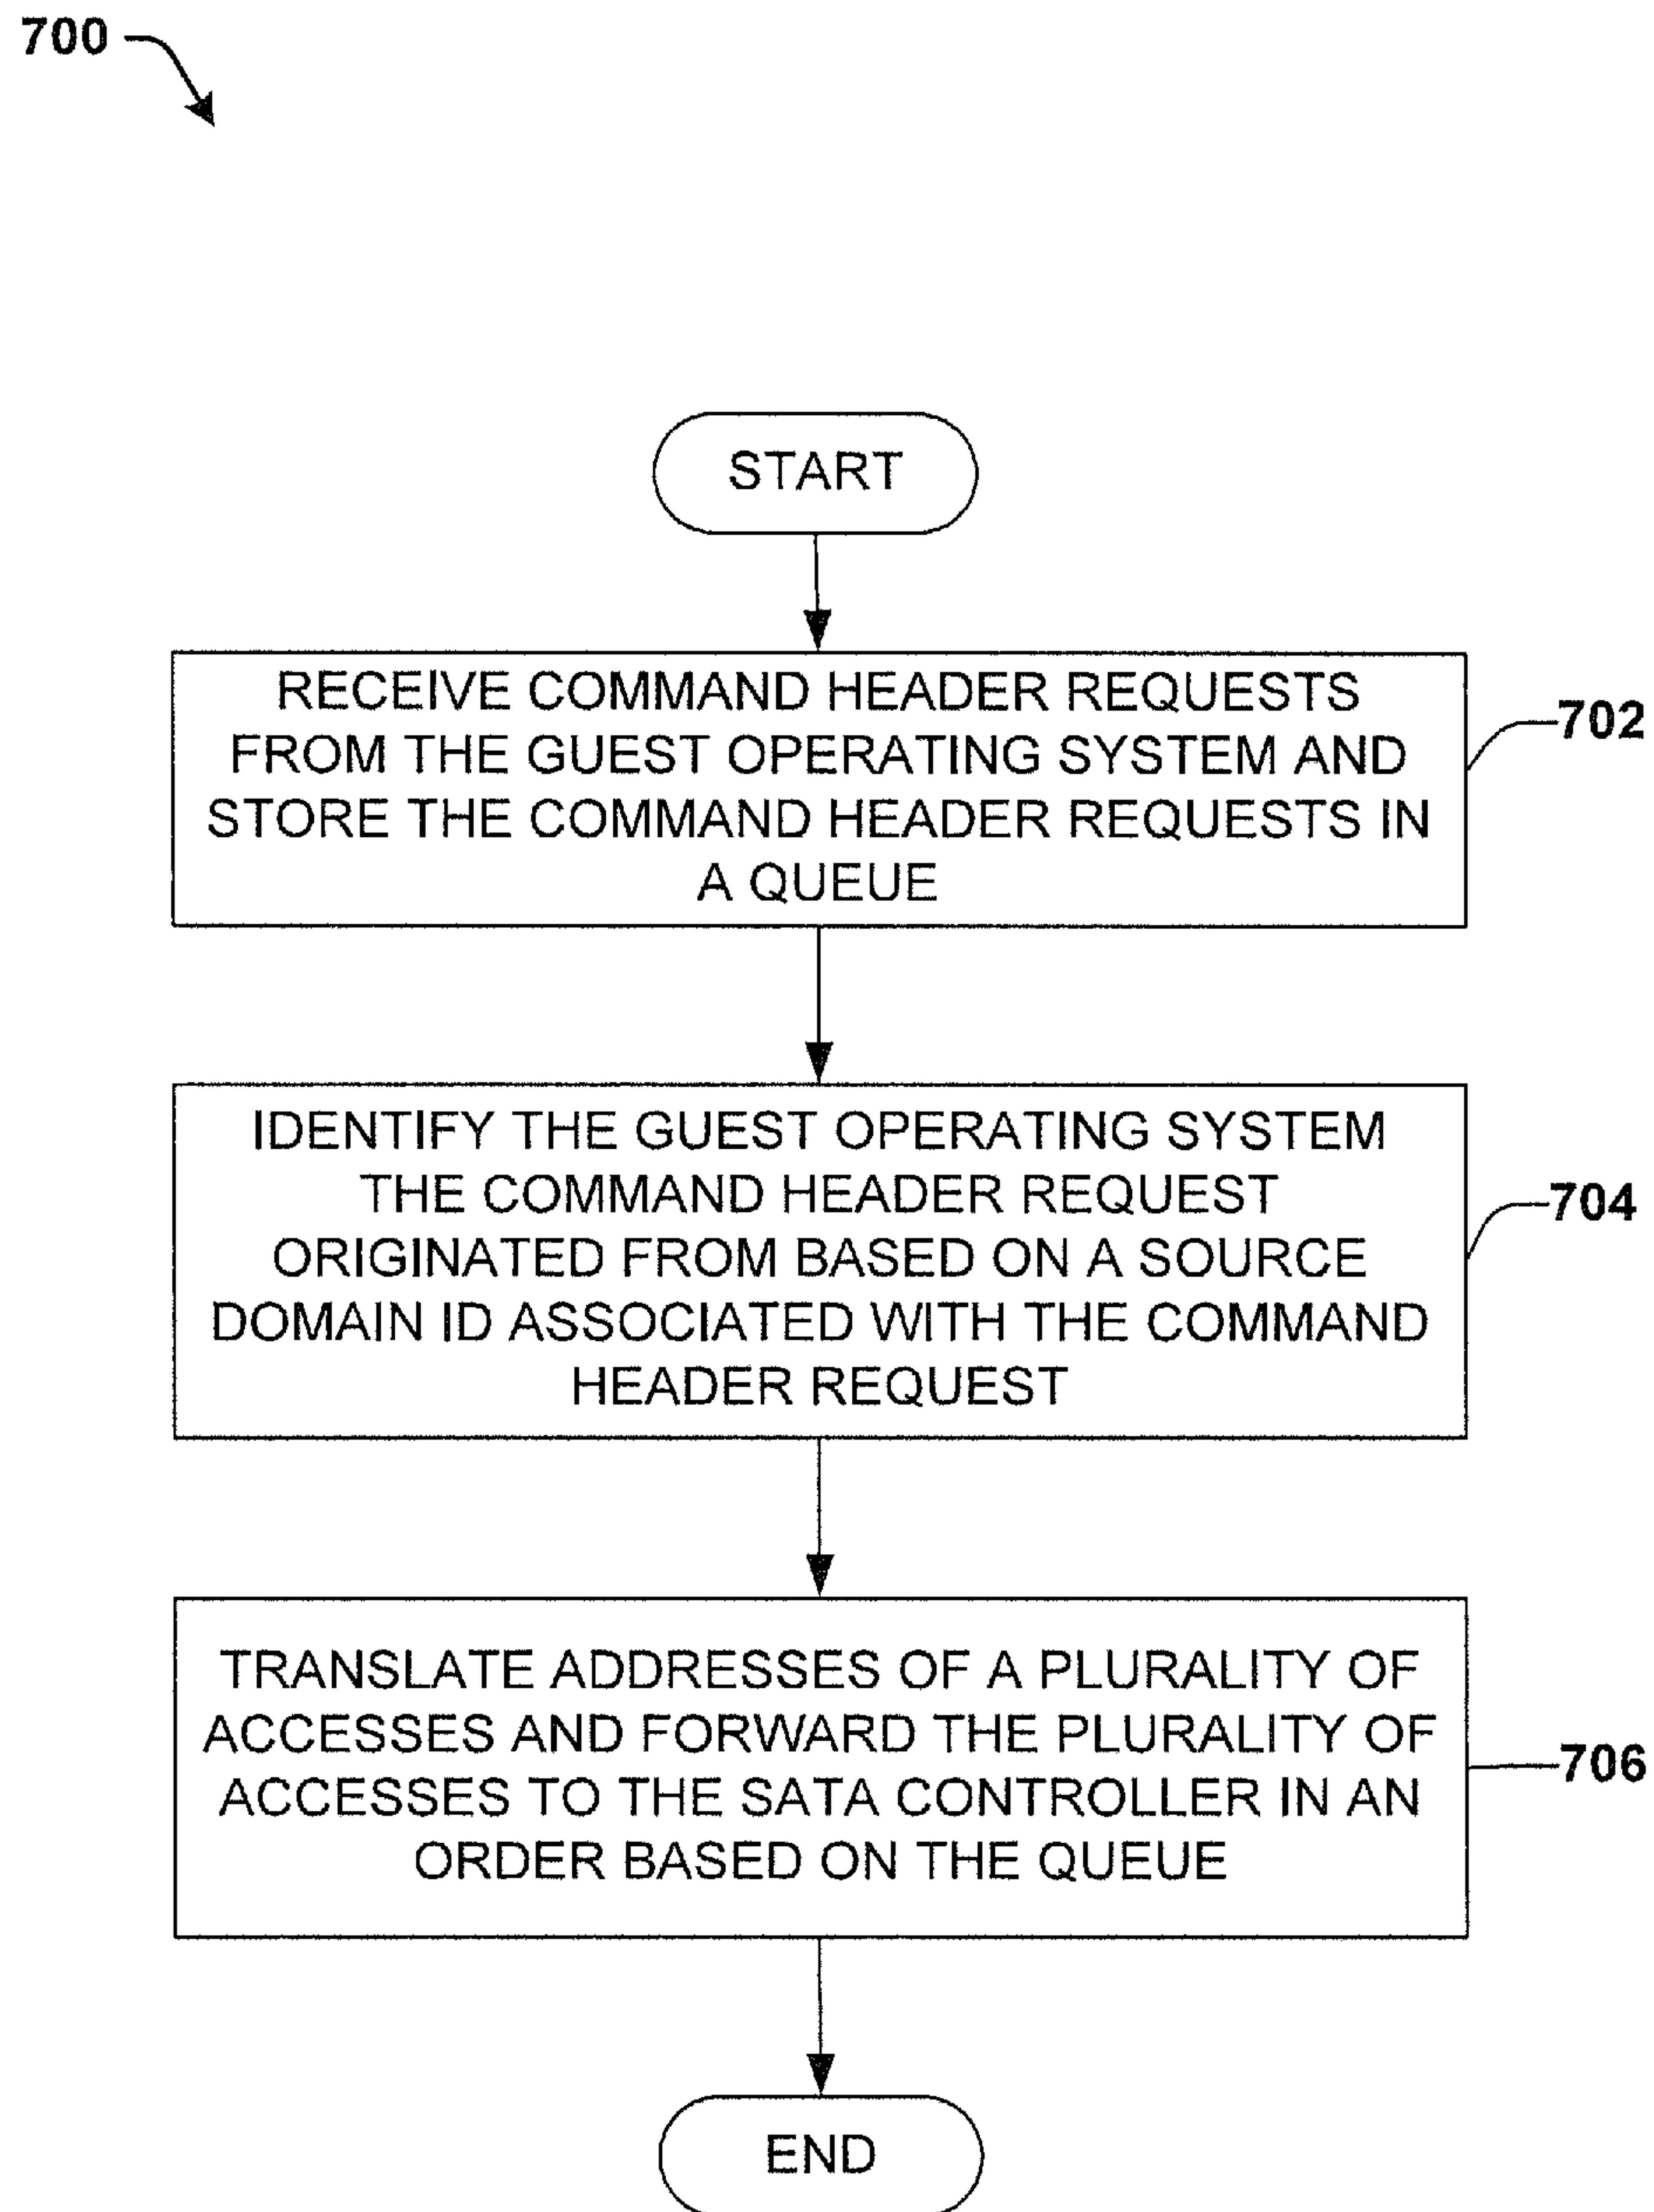 700
START
RECEIVE COMMAND HEADER REQUESTS
FROM THE GUEST OPERATING SYSTEM AND
STORE THE COMMAND HEADER REQUESTS IN
A QUEUE
702
IDENTIFY THE GUEST OPERATING SYSTEM
THE COMMAND HEADER REQUEST
ORIGINATED FROM BASED ON A SOURCE
DOMAIN ID ASSOCIATED WITH THE COMMAND
HEADER REQUEST
704
TRANSLATE ADDRESSES OF A PLURALITY OF
ACCESSES AND FORWARD THE PLURALITY OF
ACCESSES TO THE SATA CONTROLLER IN AN
ORDER BASED ON THE QUEUE
706
END